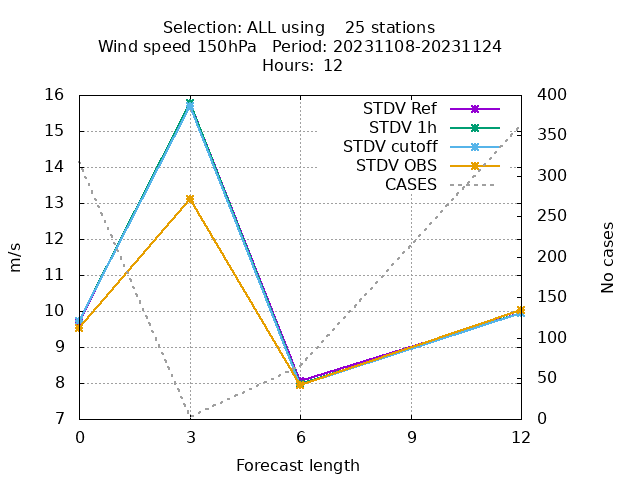 Selection: ALL using    25 stations
Wind speed 150hPa   Period: 20231108-20231124
Hours:  12
STDV Ref
STDV 1h
STDV cutoff
STDV OBS
CASES
16
15
14
13
12
11
10
9
8
7
400
350
300
250
200
150
100
50
0
m/s
No cases
0 3 6 9 12
Forecast length